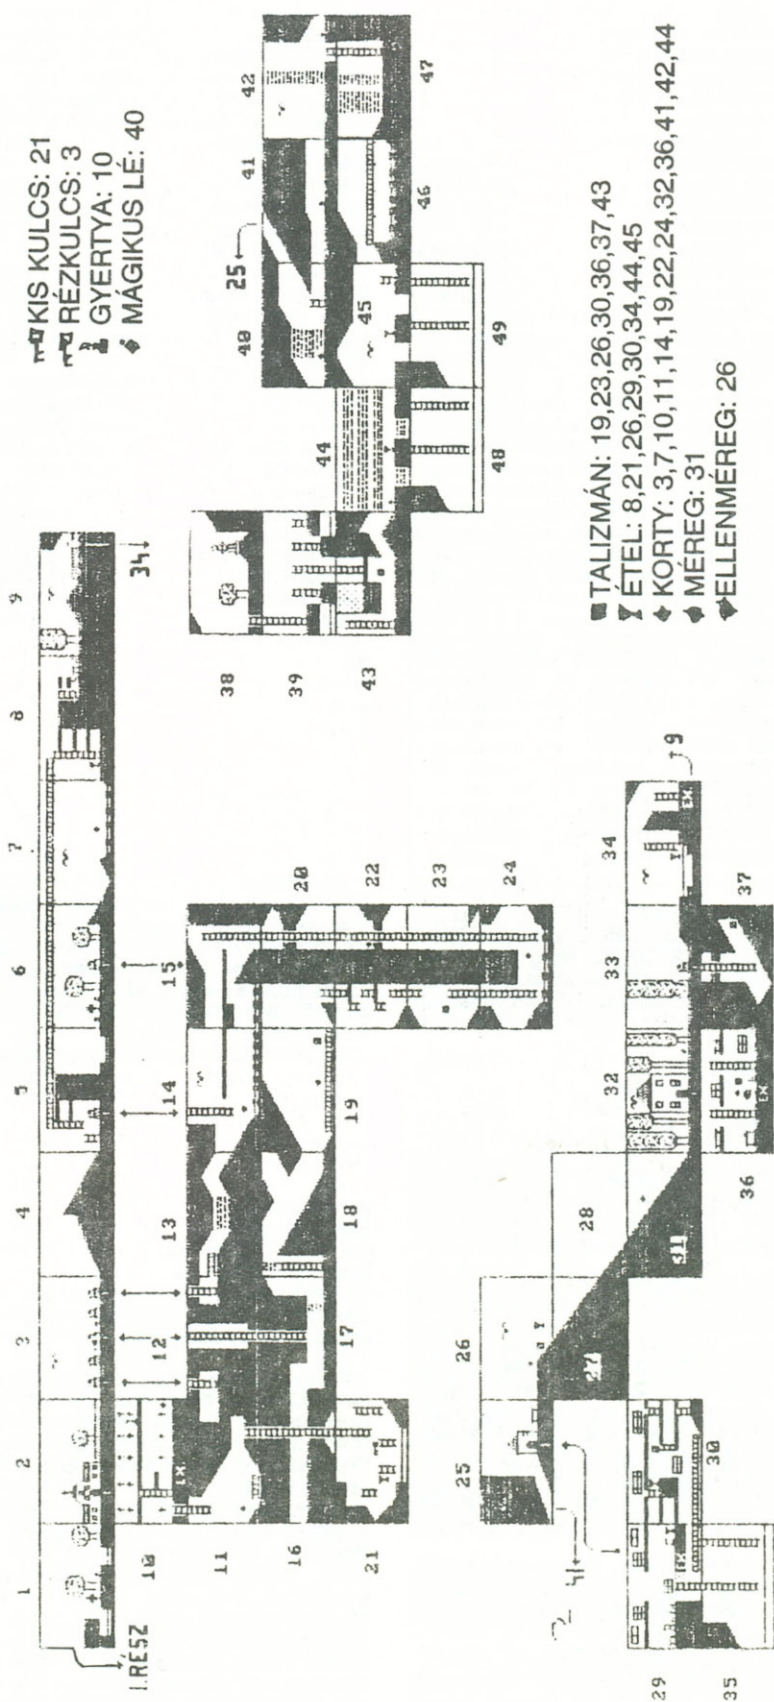 KIS KULCS: 21
RÉZKULCS: 3
GYERTYA: 10
MÁGIKUS LÉ: 40
1 2 3 4 5 6 7 8 9
I.RÉSZ
34
10 12 13 14 15
11
16 17 18 19 20
21 22
23
24
25
40 41 42
38
39
43 44 45 46 47
48 49
TALIZMÁN: 19,23,26,30,36,37,43
ÉTEL: 8,21,26,29,30,34,44,45
KORTY: 3,7,10,11,14,19,22,24,32,36,41,42,44
MÉREG: 31
ELLENMÉREG: 26
25 26
27 28
41
29 30 31 32 33 34
9
35 36 37
EX
EX
EX
EX